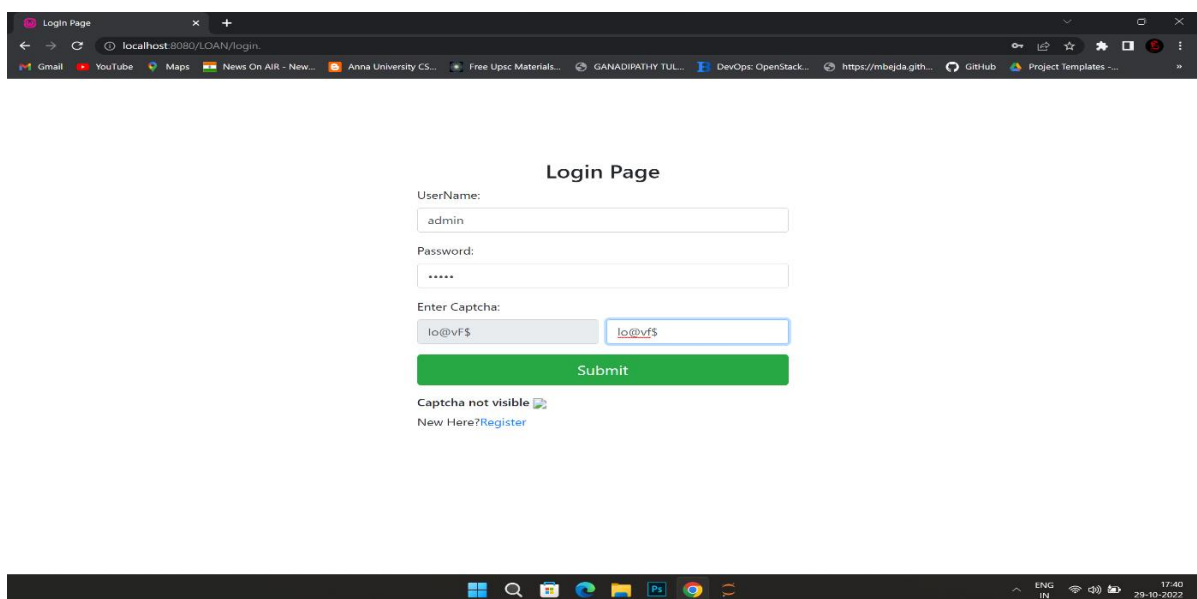 LogIn Page
localhost:8080/LOAN/login.
Gmail YouTube Maps News On AIR - New... Anna University CS... Free Upsc Materials... GANADIPATHY TUL... DevOps: OpenStack... https://mbejda.gith... GitHub Project Templates -... »
Login Page
UserName:
admin
Password:
•••••
Enter Captcha:
lo@vF$ lo@vf$
Submit
Captcha not visible
New Here?Register
Ps
ENG 17:40
IN 29-10-2022